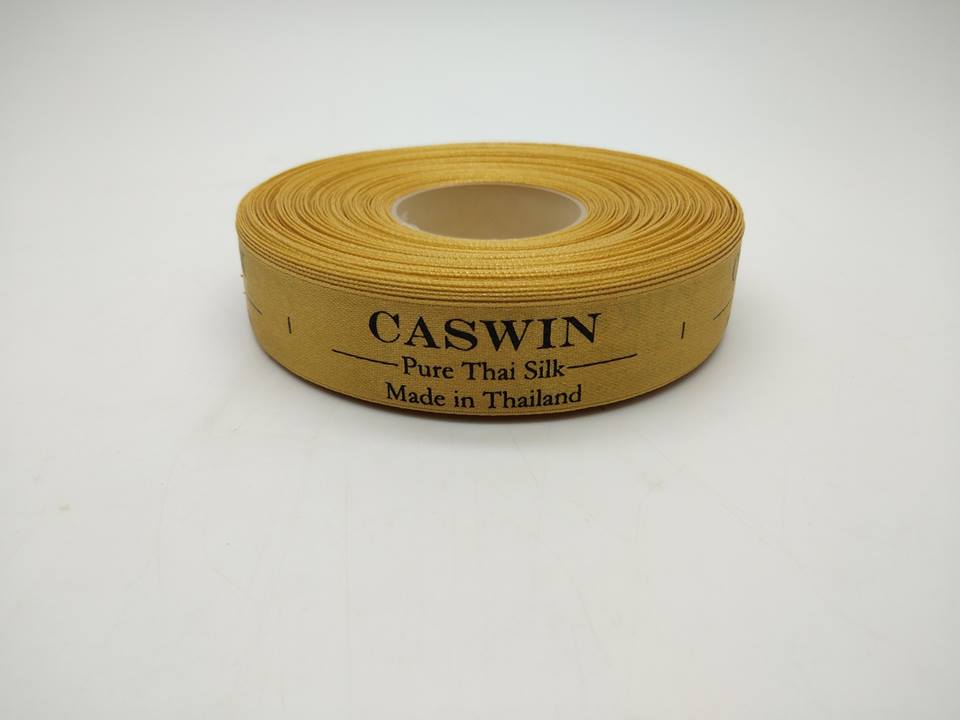 CASWIN
Pure Thai Silk
Made in Thailand